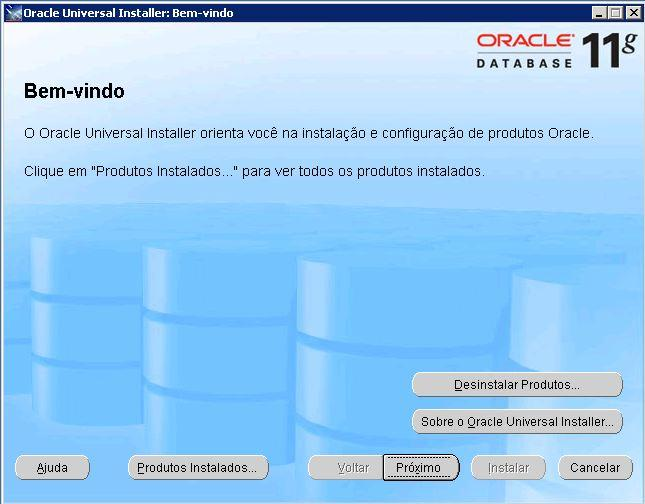 Oracle Universal Installer: Bem-vindo
ORACLE
DATABASE 11g
Bem-vindo
O Oracle Universal Installer orienta você na instalação e configuração de produtos Oracle.
Clique em "Produtos Instalados..." para ver todos os produtos instalados.
Desinstalar Produtos...
Sobre o Oracle Universal Installer...
Ajuda Produtos Instalados... Voltar Próximo Instalar Cancelar